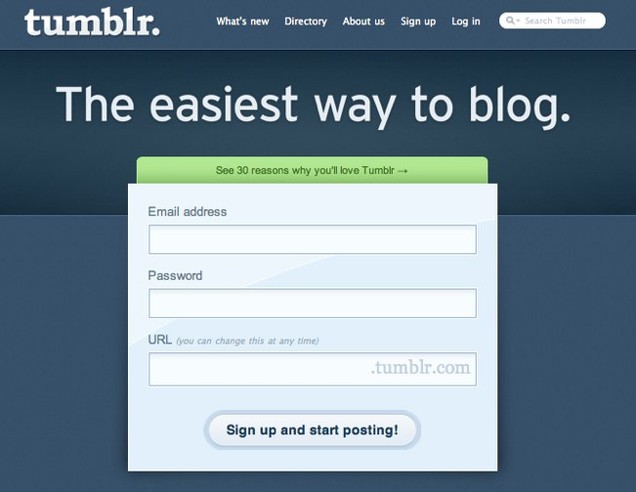 tumblr.
What's new Directory About us Sign up Log in Search Tumblr
The easiest way to blog.
See 30 reasons why you'll love Tumblr →
Email address
Password
URL (you can change this at any time)
.tumblr.com
Sign up and start posting!